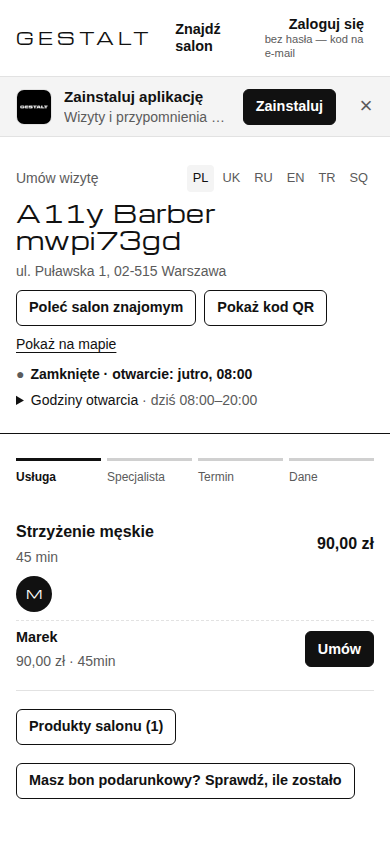 GESTALT
Znajdź
salon
Zaloguj się
bez hasła — kod na
e-mail
GESTALT
Zainstaluj aplikację
Wizyty i przypomnienia …
Zainstaluj
×
Umów wizytę
PL UK RU EN TR SQ
A11y Barber
mwpi73gd
ul. Puławska 1, 02-515 Warszawa
Poleć salon znajomym
Pokaż kod QR
Pokaż na mapie
● Zamknięte · otwarcie: jutro, 08:00
▶ Godziny otwarcia · dziś 08:00–20:00
Usługa Specjalista Termin Dane
Strzyżenie męskie
90,00 zł
45 min
M
Marek
90,00 zł · 45min
Umów
Produkty salonu (1)
Masz bon podarunkowy? Sprawdź, ile zostało